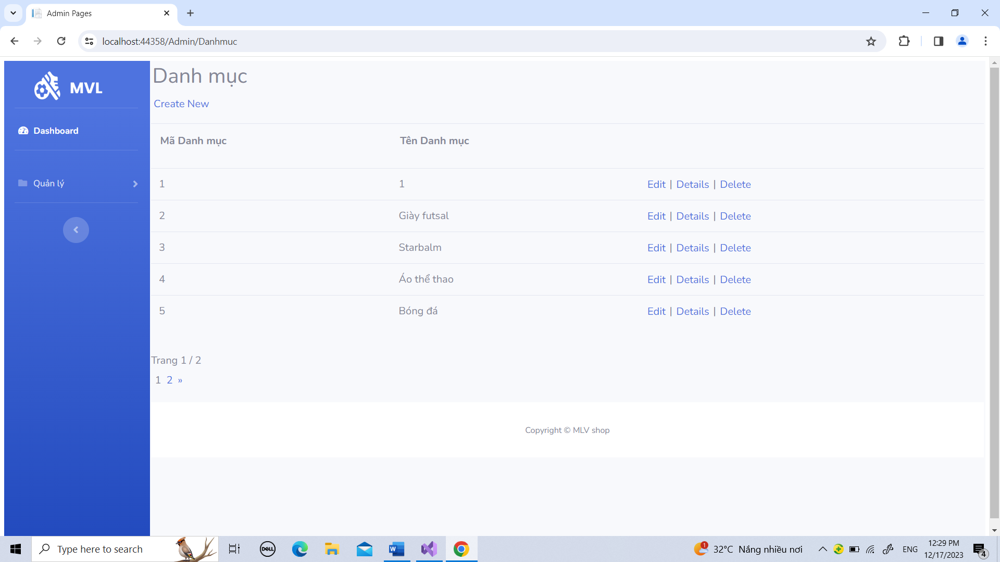 Admin Pages
localhost:44358/Admin/Danhmuc
MVL
Dashboard
Quản lý
Danh mục
Create New
Mã Danh mục Tên Danh mục
1 1 Edit | Details | Delete
2 Giày futsal Edit | Details | Delete
3 Starbalm Edit | Details | Delete
4 Áo thể thao Edit | Details | Delete
5 Bóng đá Edit | Details | Delete
Trang 1 / 2
1 2 »
Copyright © MLV shop
Type here to search
DELL
W
1
32°C Nắng nhiều nơi
ENG
12:29 PM
12/17/2023
4